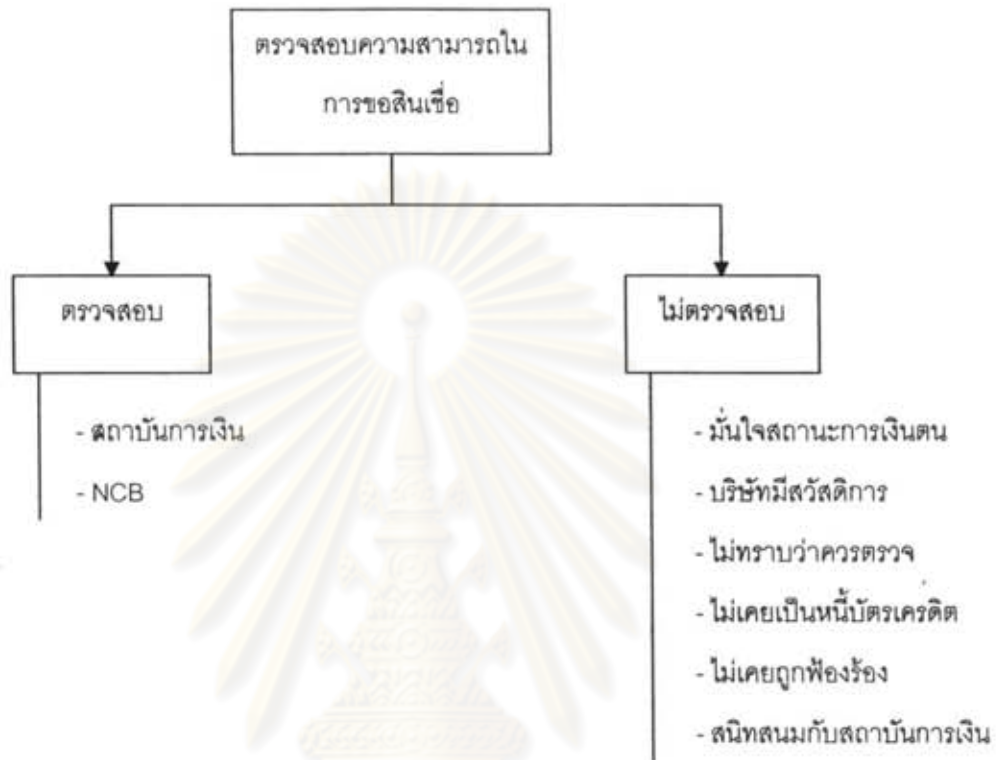 ตรวจสอบความสามารถใน
การขอสินเชื่อ
ตรวจสอบ
- สถาบันการเงิน
- NCB
ไม่ตรวจสอบ
- มั่นใจสถานะการเงินตน
- บริษัทมีสวัสดิการ
- ไม่ทราบว่าควรตรวจ
- ไม่เคยเป็นหนี้บัตรเครดิต
- ไม่เคยถูกฟ้องร้อง
- สนิทสนมกับสถาบันการเงิน